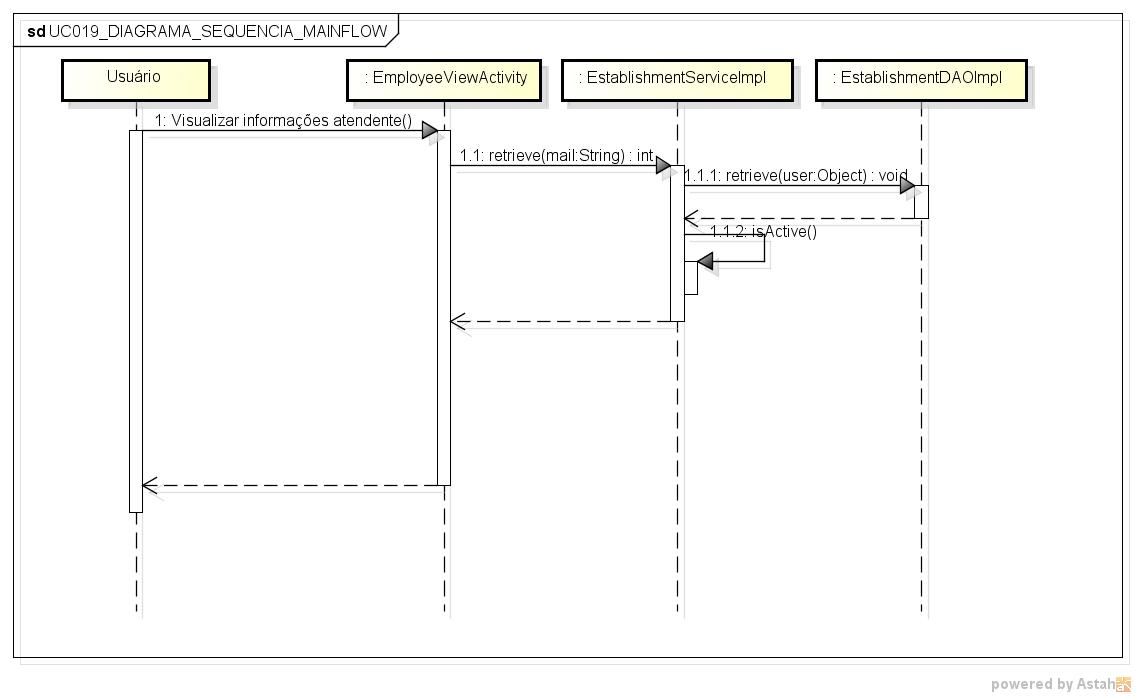 sd UC019_DIAGRAMA_SEQUENCIA_MAINFLOW
Usuário
: EmployeeViewActivity
: EstablishmentServiceImpl
: EstablishmentDAOImpl
1: Visualizar informações atendente()
1.1: retrieve(mail:String) : int
1.1.1: retrieve(user:Object) : void
1.1.2: isActive()
powered by Astah